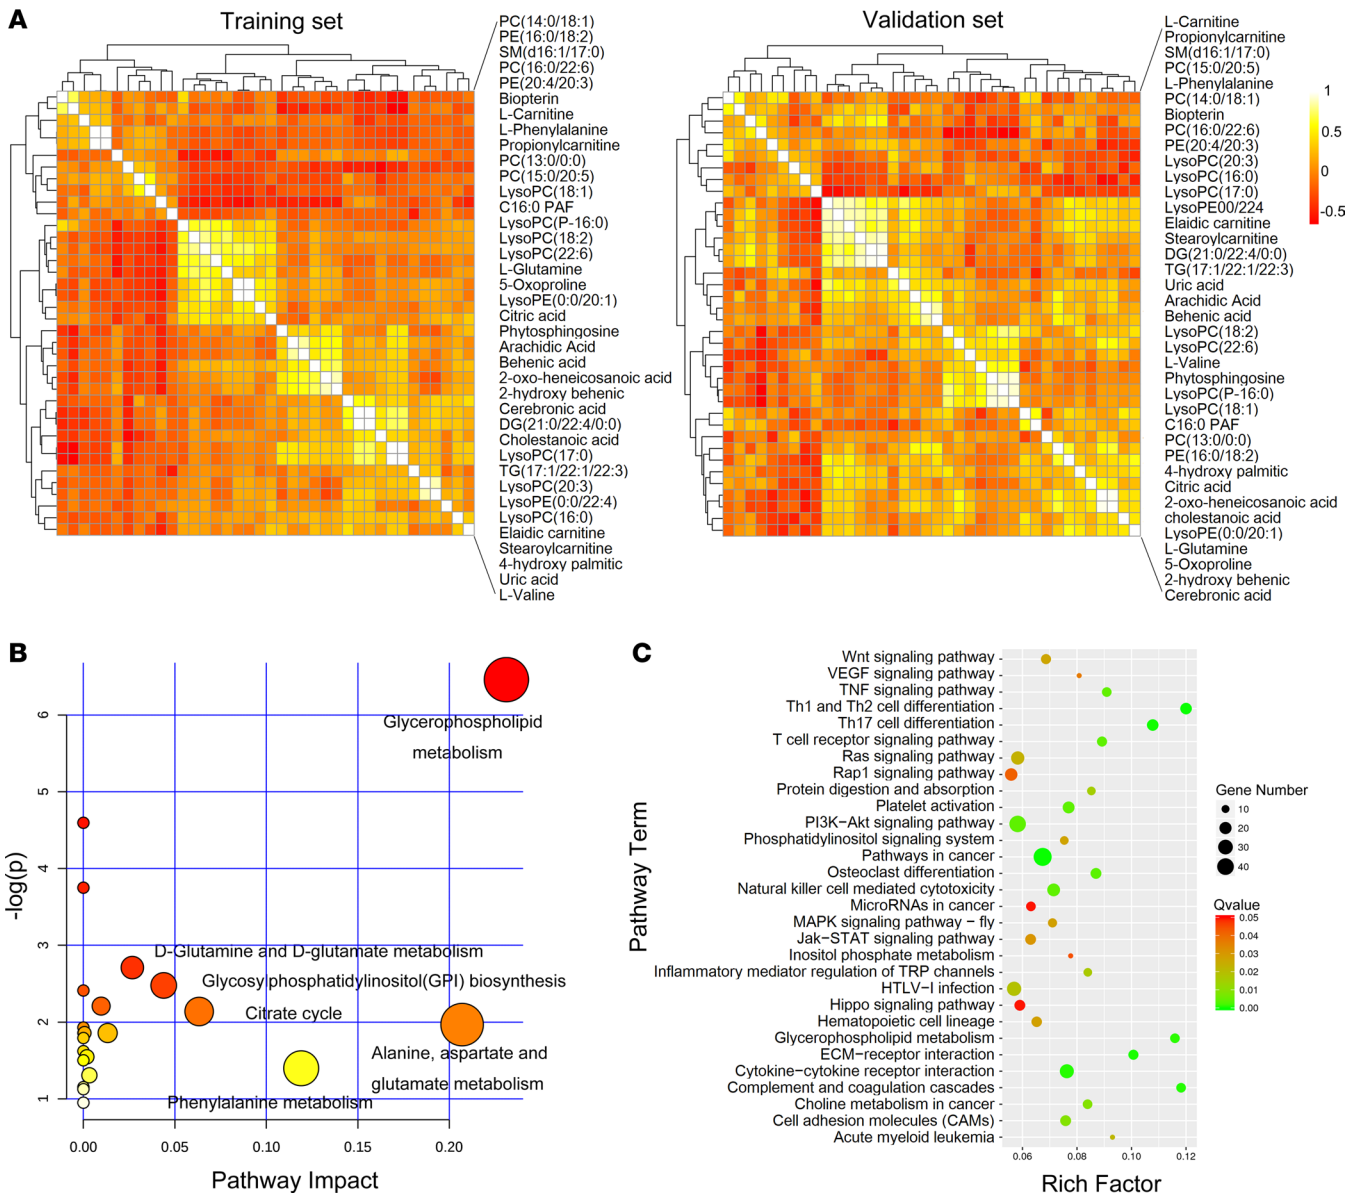 A
Training set
PC(14:0/18:1)
PE(16:0/18:2)
SM(d16:1/17:0)
PC(16:0/22:6)
PE(20:4/20:3)
Biopterin
L-Carnitine
L-Phenylalanine
Propionylcarnitine
PC(13:0/0:0)
PC(15:0/20:5)
LysoPC(18:1)
C16:0 PAF
LysoPC(P-16:0)
LysoPC(18:2)
LysoPC(22:6)
L-Glutamine
5-Oxoproline
LysoPE(0:0/20:1)
Citric acid
Phytosphingosine
Arachidic Acid
Behenic acid
2-oxo-heneicosanoic acid
2-hydroxy behenic
Cerebronic acid
DG(21:0/22:4/0:0)
Cholestanoic acid
LysoPC(17:0)
TG(17:1/22:1/22:3)
LysoPC(20:3)
LysoPE(0:0/22:4)
LysoPC(16:0)
Elaidic carnitine
Stearoylcarnitine
4-hydroxy palmitic
Uric acid
L-Valine
Validation set
L-Carnitine
Propionylcarnitine
SM(d16:1/17:0)
PC(15:0/20:5)
L-Phenylalanine
PC(14:0/18:1)
Biopterin
PC(16:0/22:6)
PE(20:4/20:3)
LysoPC(20:3)
LysoPC(16:0)
LysoPC(17:0)
LysoPE00/224
Elaidic carnitine
Stearoylcarnitine
DG(21:0/22:4/0:0)
TG(17:1/22:1/22:3)
Uric acid
Arachidic Acid
Behenic acid
LysoPC(18:2)
LysoPC(22:6)
L-Valine
Phytosphingosine
LysoPC(P-16:0)
LysoPC(18:1)
C16:0 PAF
PC(13:0/0:0)
PE(16:0/18:2)
4-hydroxy palmitic
Citric acid
2-oxo-heneicosanoic acid
cholestanoic acid
LysoPE(0:0/20:1)
L-Glutamine
5-Oxoproline
2-hydroxy behenic
Cerebronic acid
1
0.5
0
-0.5
B
-log(p)
6
5
4
3
2
1
Glycerophospholipid
metabolism
D-Glutamine and D-glutamate metabolism
Glycosylphosphatidylinositol(GPI) biosynthesis
Citrate cycle
Alanine, aspartate and
glutamate metabolism
Phenylalanine metabolism
0.00
0.05
0.10
0.15
0.20
Pathway Impact
C
Pathway Term
Wnt signaling pathway
VEGF signaling pathway
TNF signaling pathway
Th1 and Th2 cell differentiation
Th17 cell differentiation
T cell receptor signaling pathway
Ras signaling pathway
Rap1 signaling pathway
Protein digestion and absorption
Platelet activation
PI3K−Akt signaling pathway
Phosphatidylinositol signaling system
Pathways in cancer
Osteoclast differentiation
Natural killer cell mediated cytotoxicity
MicroRNAs in cancer
MAPK signaling pathway − fly
Jak−STAT signaling pathway
Inositol phosphate metabolism
Inflammatory mediator regulation of TRP channels
HTLV−I infection
Hippo signaling pathway
Hematopoietic cell lineage
Glycerophospholipid metabolism
ECM−receptor interaction
Cytokine−cytokine receptor interaction
Complement and coagulation cascades
Choline metabolism in cancer
Cell adhesion molecules (CAMs)
Acute myeloid leukemia
0.06
0.08
0.10
0.12
Rich Factor
Gene Number
10
20
30
40
Qvalue
0.05
0.04
0.03
0.02
0.01
0.00